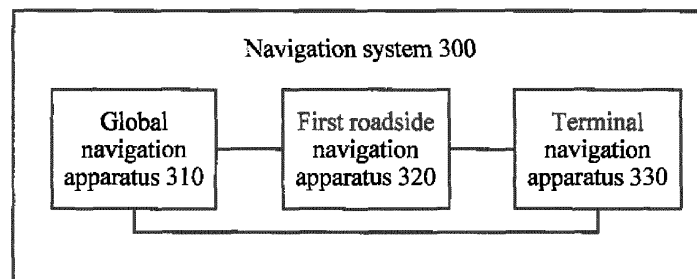 Navigation system 300
Global
navigation
apparatus 310
First roadside
navigation
apparatus 320
Terminal
navigation
apparatus 330